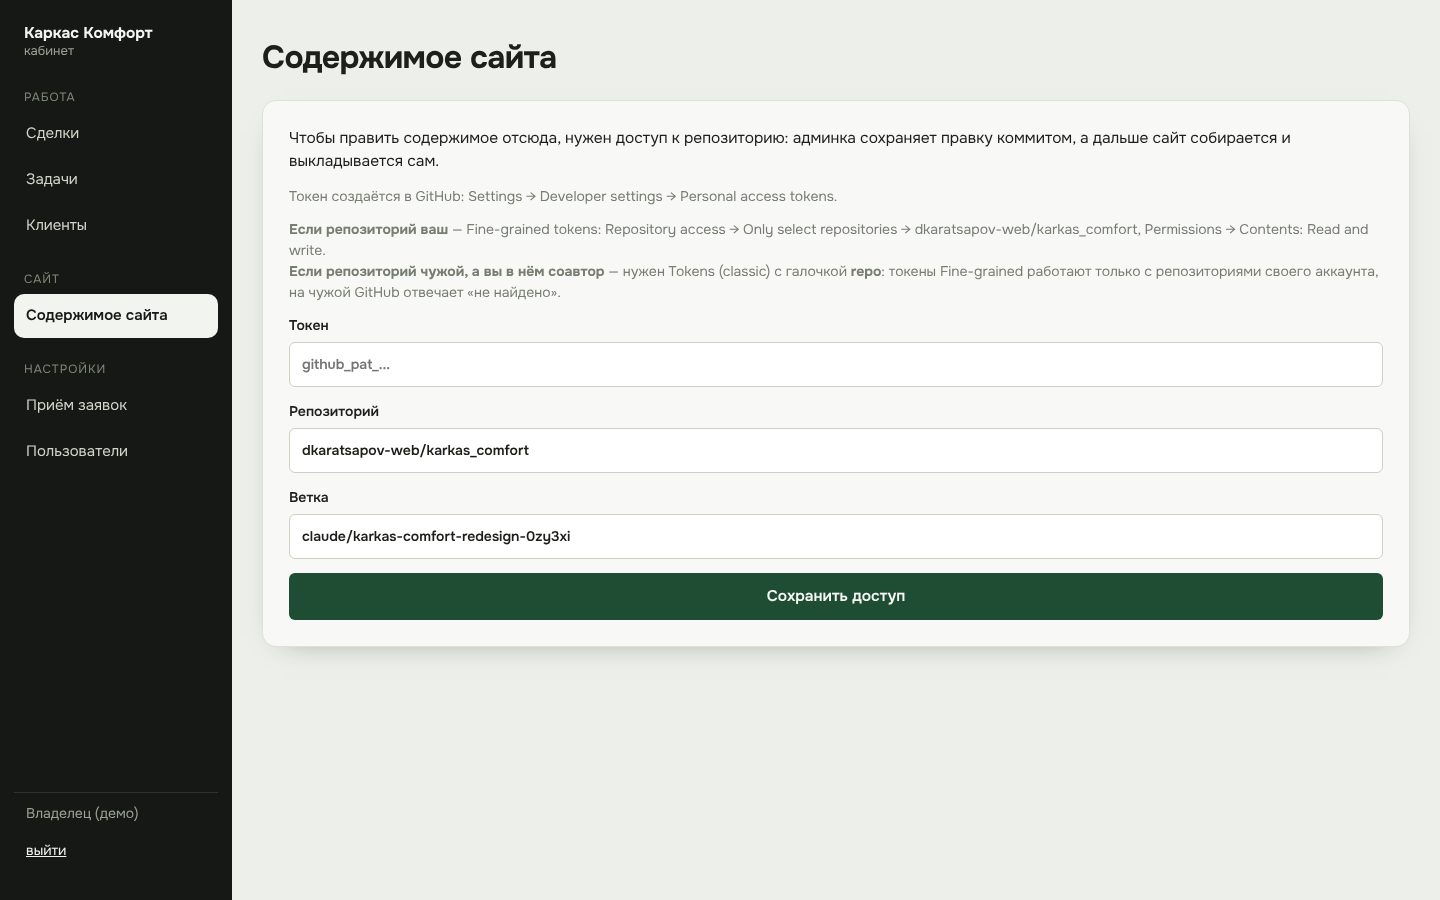 Каркас Комфорт
кабинет
РАБОТА
Сделки
Задачи
Клиенты
САЙТ
Содержимое сайта
НАСТРОЙКИ
Приём заявок
Пользователи
Владелец (демо)
выйти
Содержимое сайта
Чтобы править содержимое отсюда, нужен доступ к репозиторию: админка сохраняет правку коммитом, а дальше сайт собирается и
выкладывается сам.
Токен создаётся в GitHub: Settings → Developer settings → Personal access tokens.
Если репозиторий ваш — Fine-grained tokens: Repository access → Only select repositories → dkaratsapov-web/karkas_comfort, Permissions → Contents: Read and
write.
Если репозиторий чужой, а вы в нём соавтор — нужен Tokens (classic) с галочкой repo: токены Fine-grained работают только с репозиториями своего аккаунта,
на чужой GitHub отвечает «не найдено».
Токен
github_pat_...
Репозиторий
dkaratsapov-web/karkas_comfort
Ветка
claude/karkas-comfort-redesign-0zy3xi
Сохранить доступ